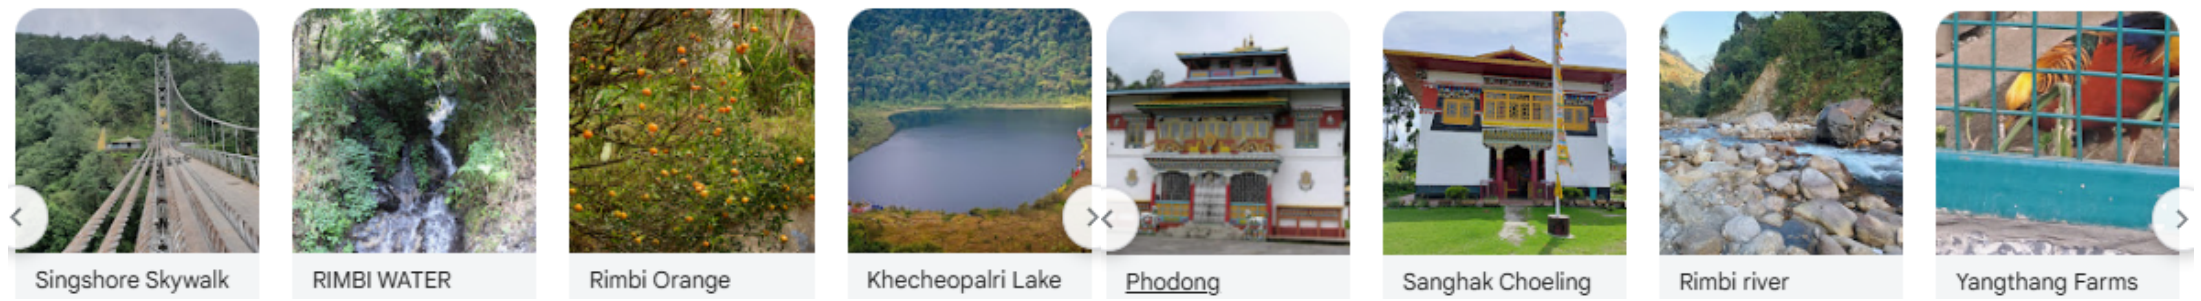 Singshore Skywalk
RIMBI WATER
Rimbi Orange
Khecheopalri Lake
Phodong
Sanghak Choeling
Rimbi river
Yangthang Farms